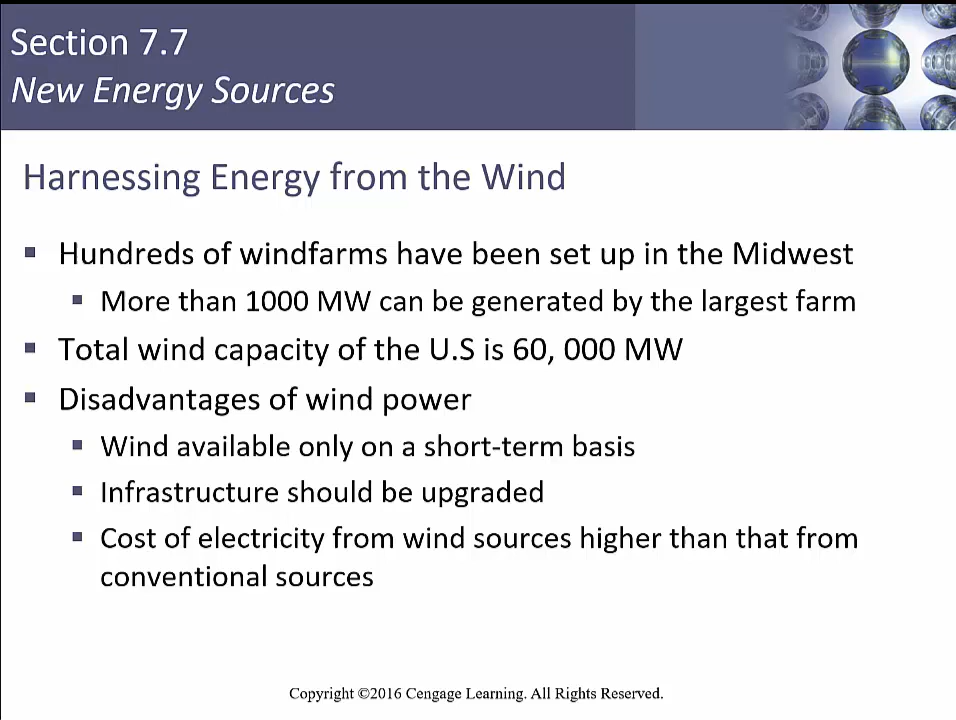 Section 7.7
New Energy Sources
Harnessing Energy from the Wind
Hundreds of windfarms have been set up in the Midwest
More than 1000 MW can be generated by the largest farm
Total wind capacity of the U.S is 60, 000 MW
Disadvantages of wind power
Wind available only on a short-term basis
Infrastructure should be upgraded
Cost of electricity from wind sources higher than that from
conventional sources
Copyright ©2016 Cengage Learning. All Rights Reserved.